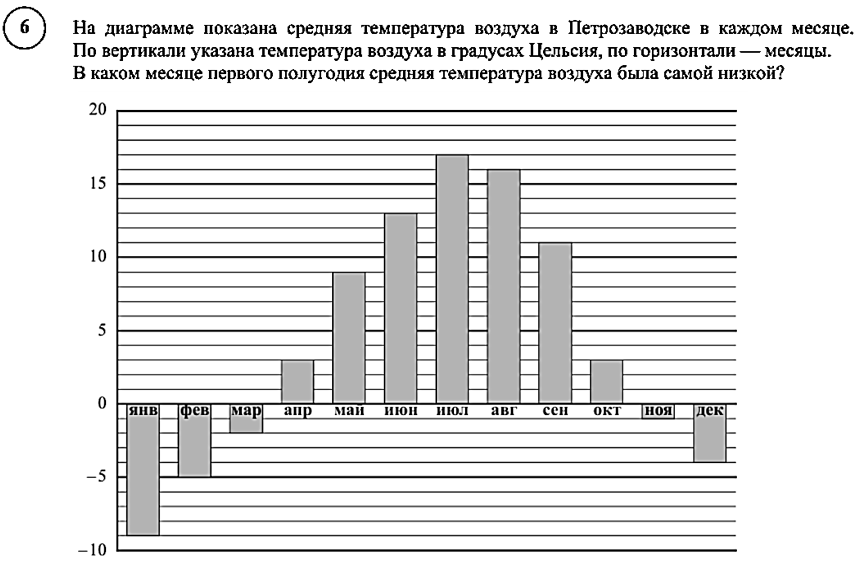 6
На диаграмме показана средняя температура воздуха в Петрозаводске в каждом месяце.
По вертикали указана температура воздуха в градусах Цельсия, по горизонтали — месяцы.
В каком месяце первого полугодия средняя температура воздуха была самой низкой?
20
15
10
5
0
янв фев мар апр май июн июл авг сен окт ноя дек
−5
−10